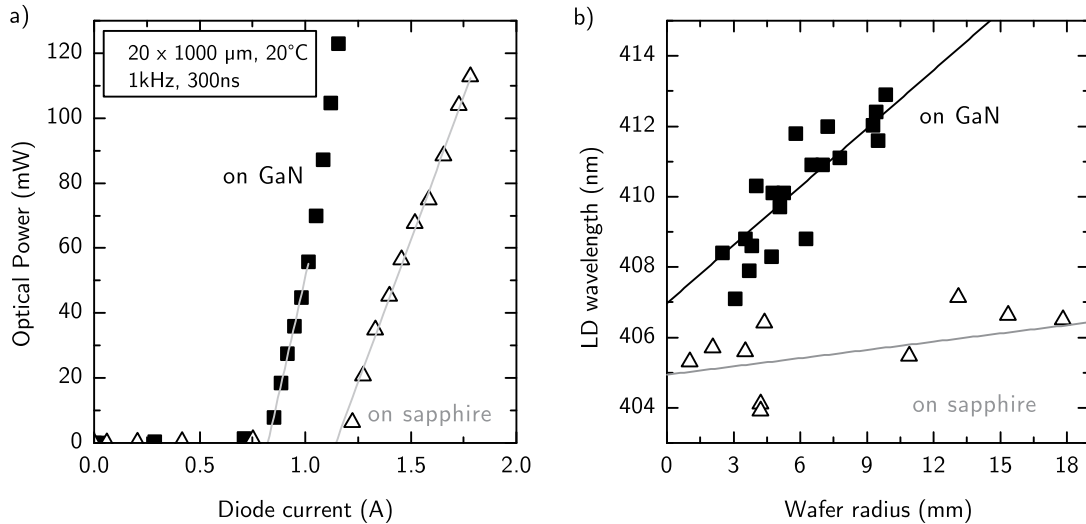 a)
20 x 1000 µm, 20°C
1kHz, 300ns
on GaN
on sapphire
Optical Power (mW)
120
100
80
60
40
20
0
0.0 0.5 1.0 1.5 2.0
Diode current (A)
b)
on GaN
on sapphire
LD wavelength (nm)
414
412
410
408
406
404
0 3 6 9 12 15 18
Wafer radius (mm)